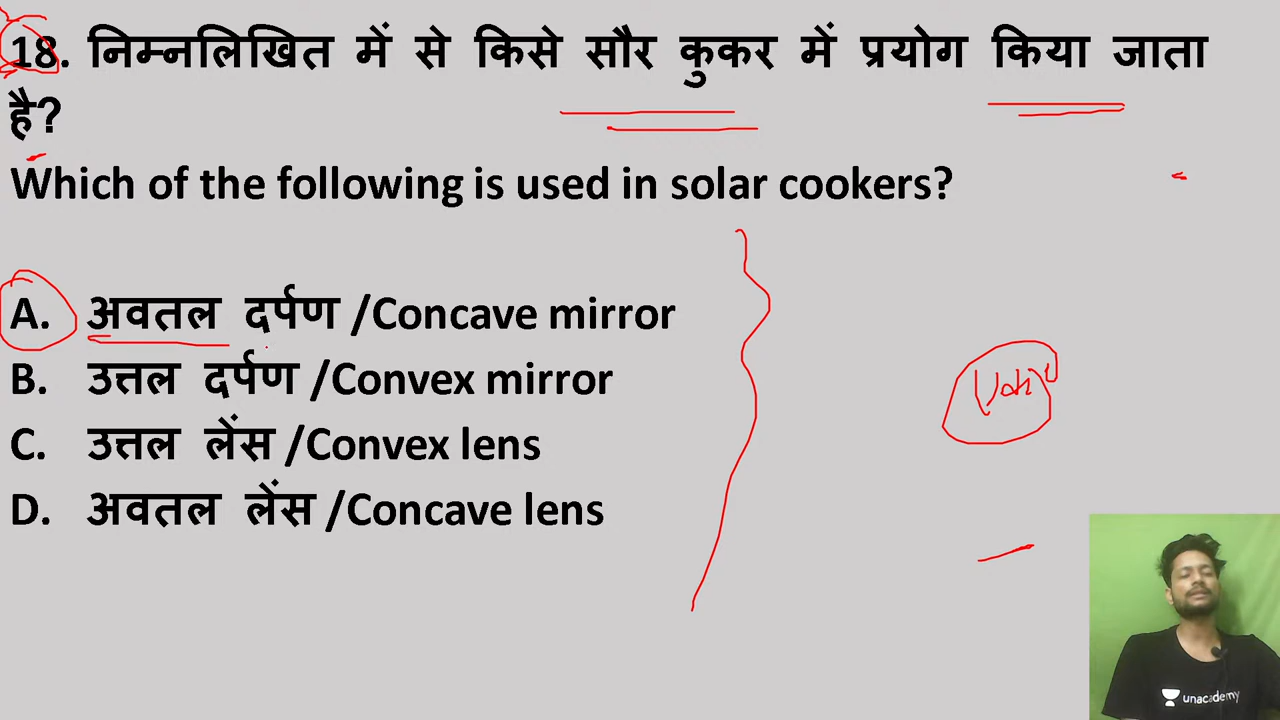 18. निम्नलिखित में से किसे सौर कुकर में प्रयोग किया जाता
है?
Which of the following is used in solar cookers?
A. अवतल दर्पण /Concave mirror
B. उत्तल दर्पण /Convex mirror
C. उत्तल लेंस /Convex lens
D. अवतल लेंस /Concave lens
unacademy